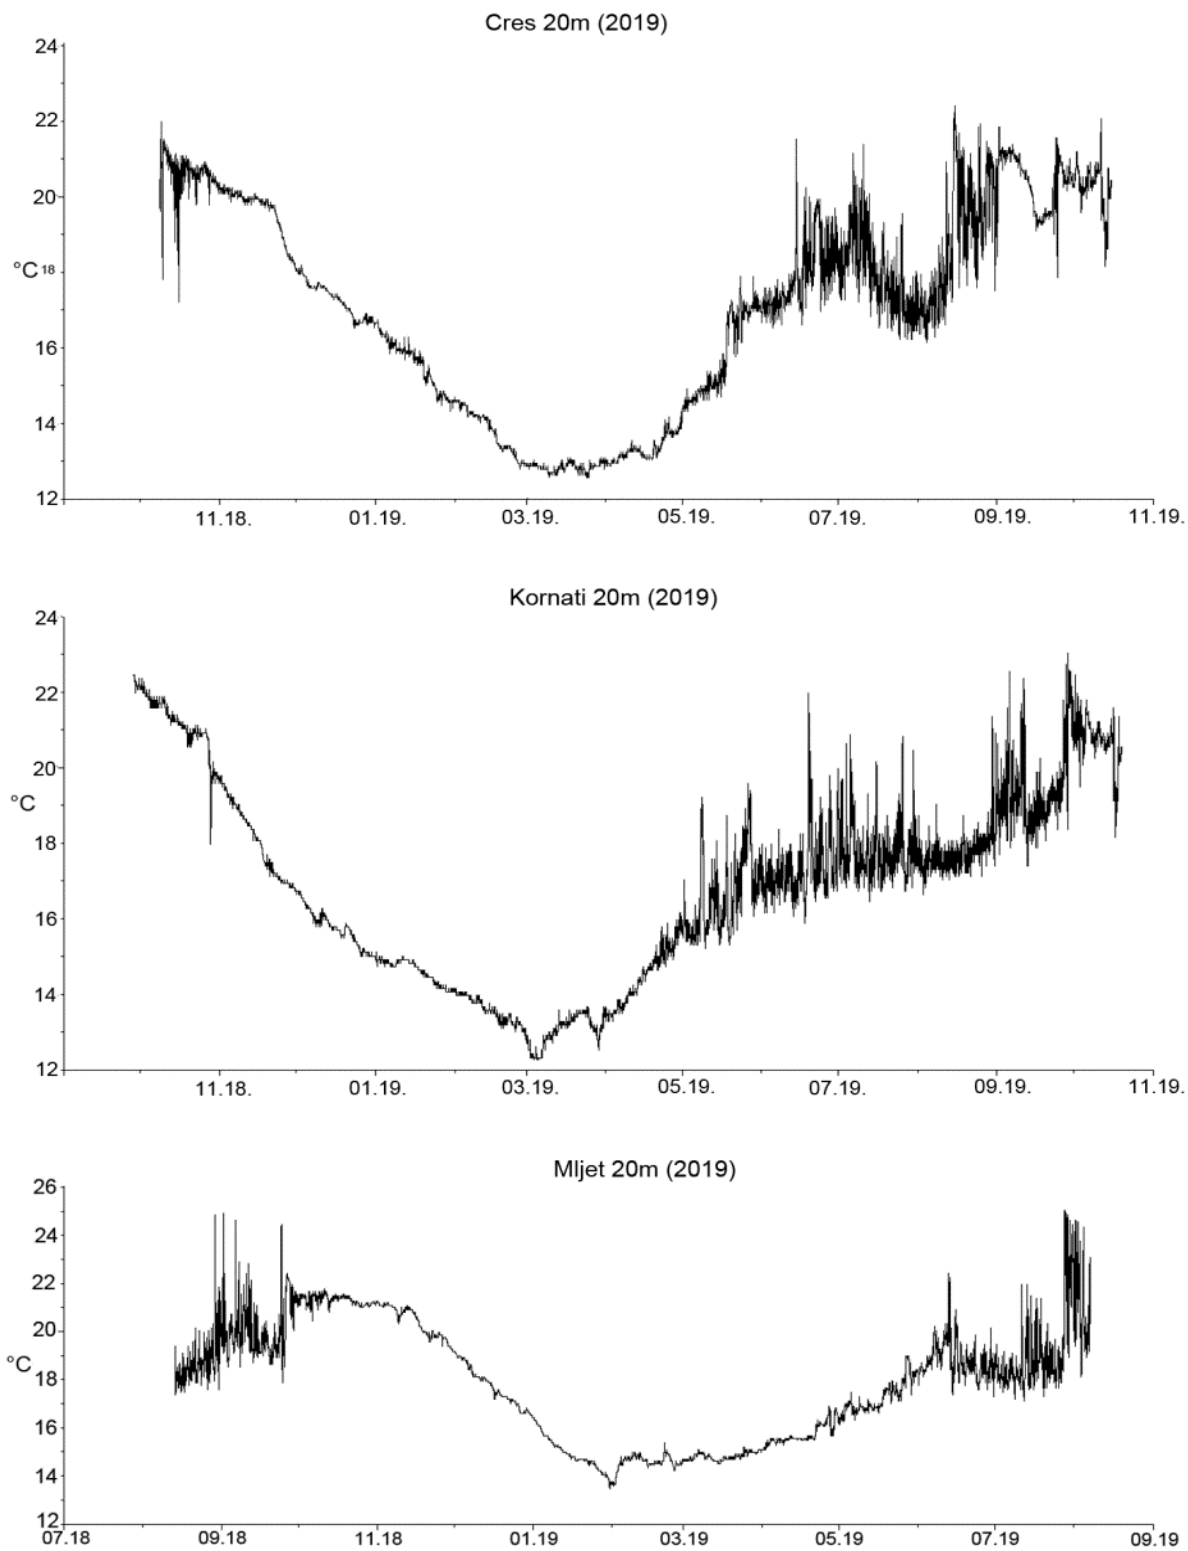 Cres 20m (2019)
24
22
20
°C 18
16
14
12
11.18. 01.19. 03.19. 05.19. 07.19. 09.19. 11.19.
Kornati 20m (2019)
24
22
20
°C
18
16
14
12
11.18. 01.19. 03.19. 05.19. 07.19. 09.19. 11.19.
Mljet 20m (2019)
26
24
22
20
°C
18
16
14
12
07.18 09.18 11.18 01.19 03.19 05.19 07.19 09.19